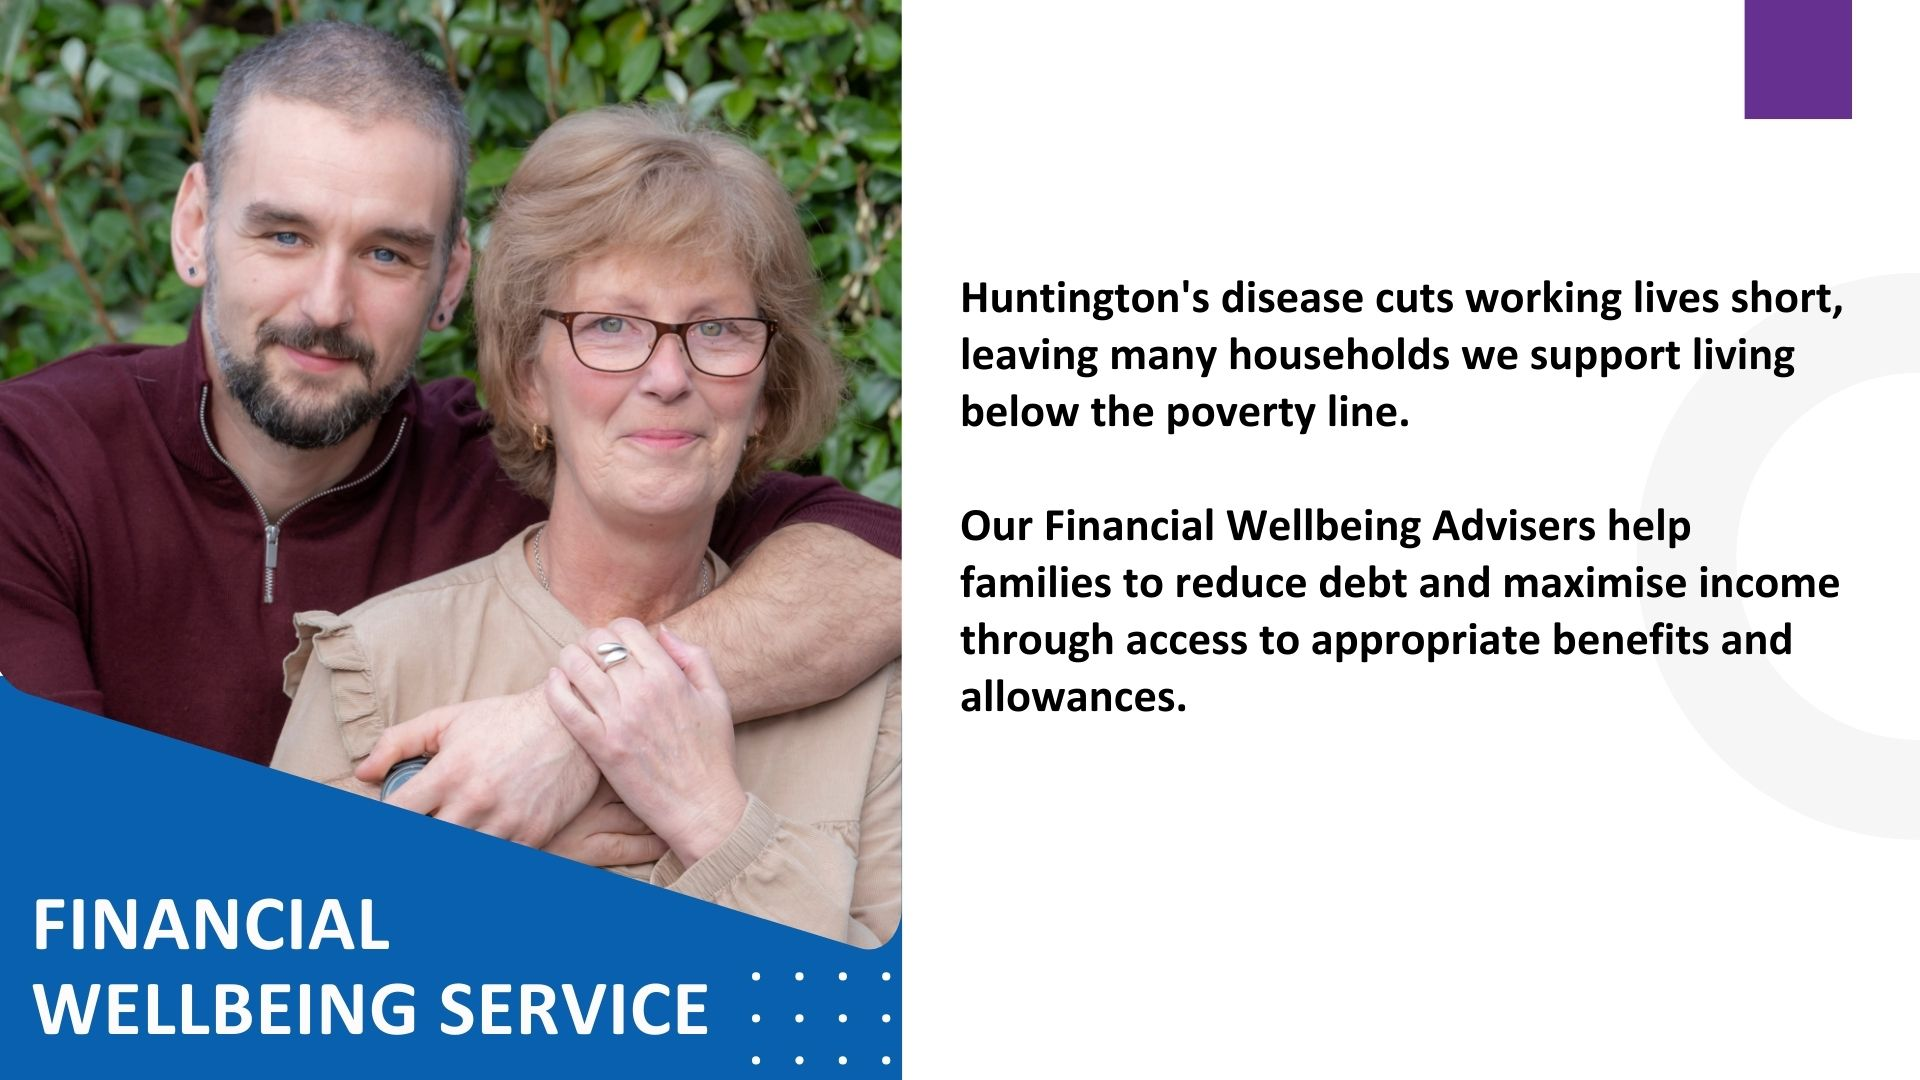 Huntington's disease cuts working lives short,
leaving many households we support living
below the poverty line.
Our Financial Wellbeing Advisers help
families to reduce debt and maximise income
through access to appropriate benefits and
allowances.
FINANCIAL
WELLBEING SERVICE